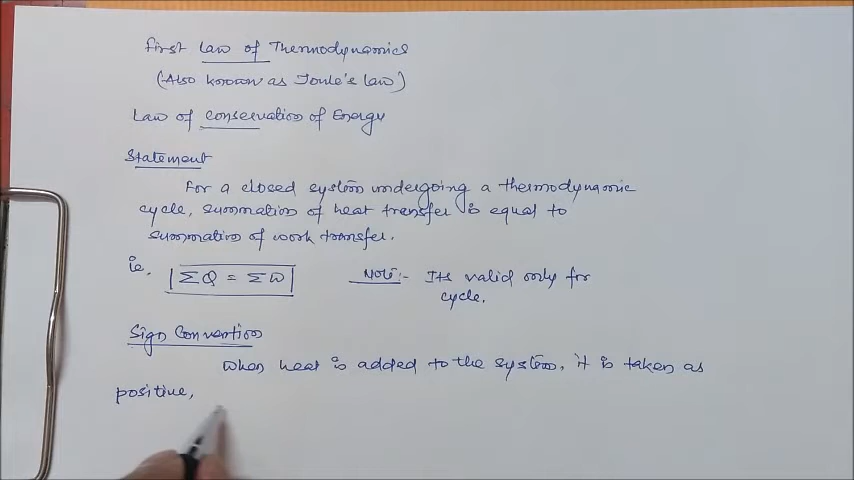 First Law of Thermodynamics
(Also known as Joule's law)
Law of conservation of Energy
Statement
For a closed system undergoing a thermodynamic
cycle, summation of heat transfer is equal to
summation of work transfer.
ie, ΣQ = ΣW Note:- Its valid only for
cycle.
Sign Convention
When heat is added to the system, it is taken as
positive,